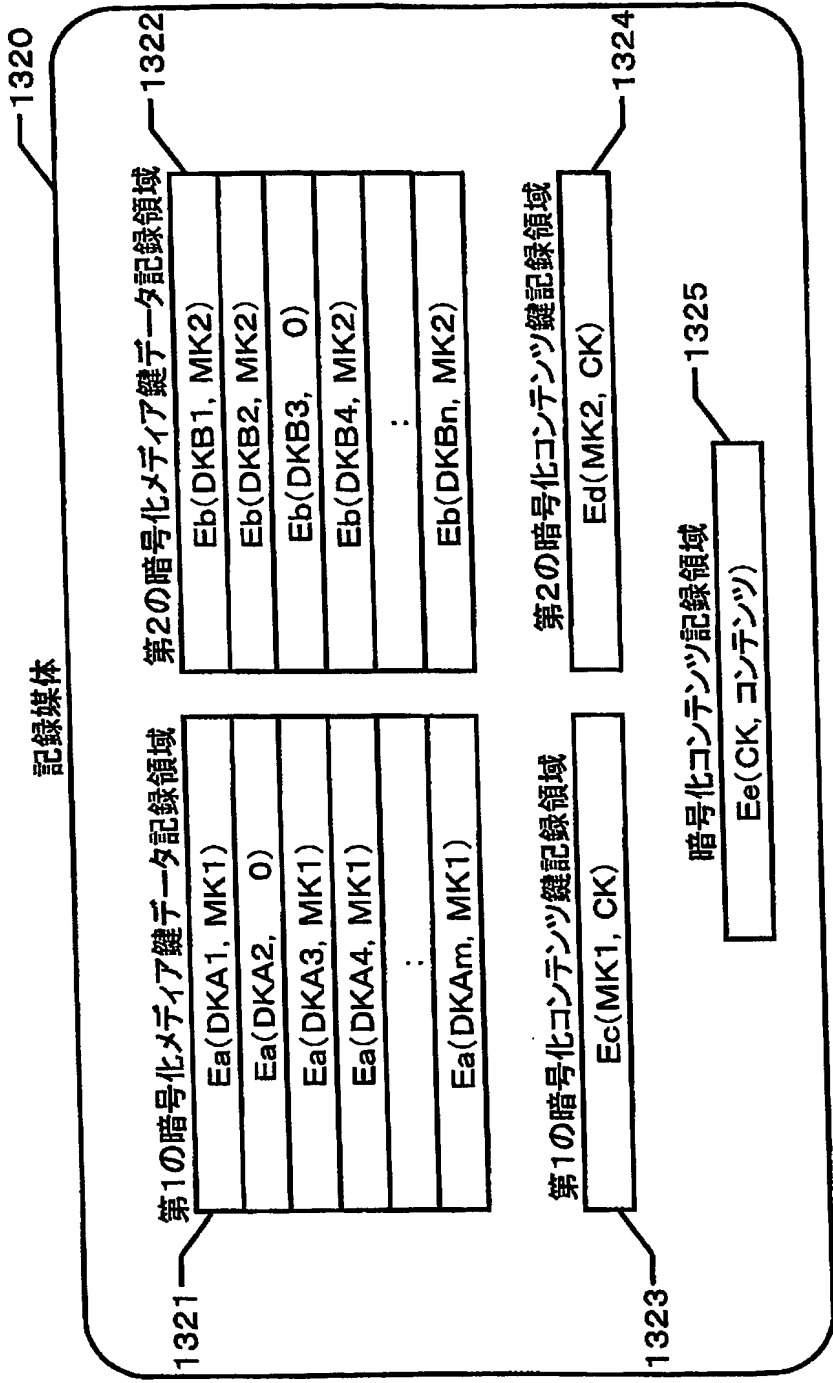 記録媒体
1320
第1の暗号化メディア鍵データ記録領域
1321
Ea(DKA1, MK1)
Ea(DKA2, 0)
Ea(DKA3, MK1)
Ea(DKA4, MK1)
:
Ea(DKAm, MK1)
第2の暗号化メディア鍵データ記録領域
1322
Eb(DKB1, MK2)
Eb(DKB2, MK2)
Eb(DKB3, 0)
Eb(DKB4, MK2)
:
Eb(DKBn, MK2)
第1の暗号化コンテンツ鍵記録領域
1323
Ec(MK1, CK)
第2の暗号化コンテンツ鍵記録領域
1324
Ed(MK2, CK)
暗号化コンテンツ記録領域
1325
Ee(CK, コンテンツ)